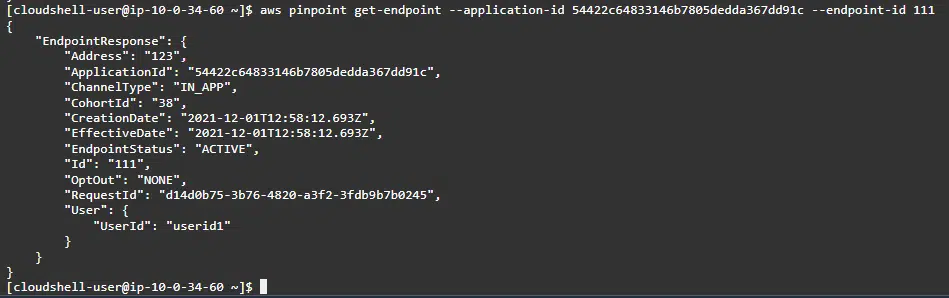 [cloudshell-user@ip-10-0-34-60 ~]$ aws pinpoint get-endpoint --application-id 54422c64833146b7805dedda367dd91c --endpoint-id 111
{
    "EndpointResponse": {
        "Address": "123",
        "ApplicationId": "54422c64833146b7805dedda367dd91c",
        "ChannelType": "IN_APP",
        "CohortId": "38",
        "CreationDate": "2021-12-01T12:58:12.693Z",
        "EffectiveDate": "2021-12-01T12:58:12.693Z",
        "EndpointStatus": "ACTIVE",
        "Id": "111",
        "OptOut": "NONE",
        "RequestId": "d14d0b75-3b76-4820-a3f2-3fdb9b7b0245",
        "User": {
            "UserId": "userid1"
        }
    }
}
[cloudshell-user@ip-10-0-34-60 ~]$